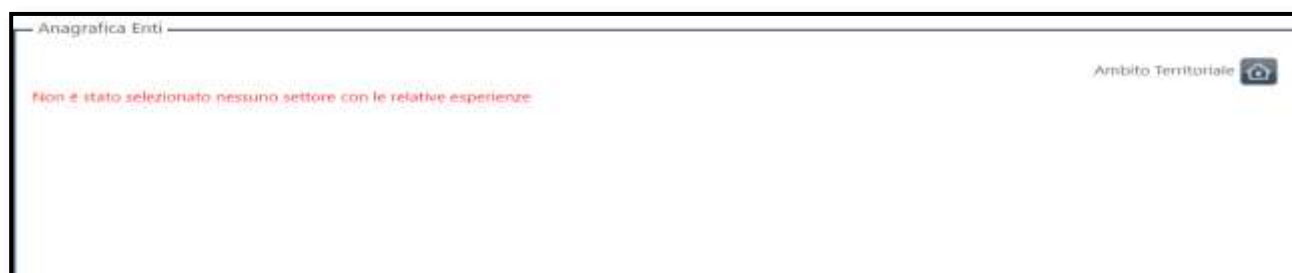 Anagrafica Enti
Ambito Territoriale
Non è stato selezionato nessuno settore con le relative esperienze